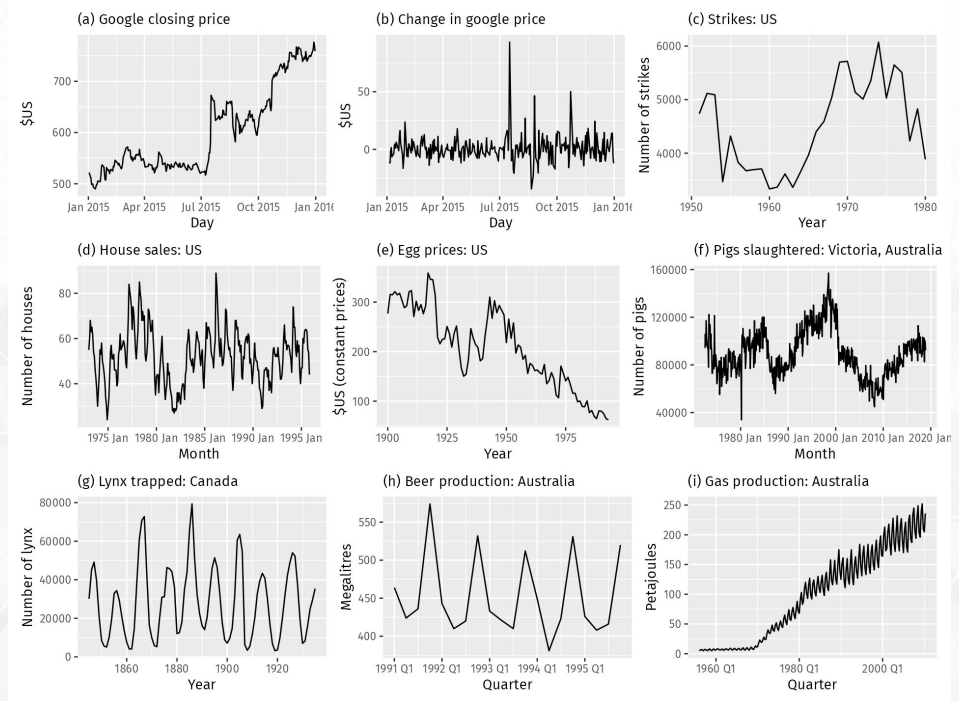 (a) Google closing price
(b) Change in google price
(c) Strikes: US
$US
700
600
500
Jan 2015 Apr 2015 Jul 2015 Oct 2015 Jan 2016
Day
$US
50
0
Jan 2015 Apr 2015 Jul 2015 Oct 2015 Jan 2016
Day
Number of strikes
6000
5000
4000
1950 1960 1970 1980
Year
(d) House sales: US
(e) Egg prices: US
(f) Pigs slaughtered: Victoria, Australia
Number of houses
80
60
40
1975 Jan 1980 Jan 1985 Jan 1990 Jan 1995 Jan
Month
$US (constant prices)
300
200
100
1900 1925 1950 1975
Year
Number of pigs
160000
120000
80000
40000
1980 Jan 1990 Jan 2000 Jan 2010 Jan 2020 Jan
Month
(g) Lynx trapped: Canada
(h) Beer production: Australia
(i) Gas production: Australia
Number of lynx
80000
60000
40000
20000
0
1860 1880 1900 1920
Year
Megalitres
550
500
450
400
1991 Q1 1992 Q1 1993 Q1 1994 Q1 1995 Q1
Quarter
Petajoules
250
200
150
100
50
0
1960 Q1 1980 Q1 2000 Q1
Quarter